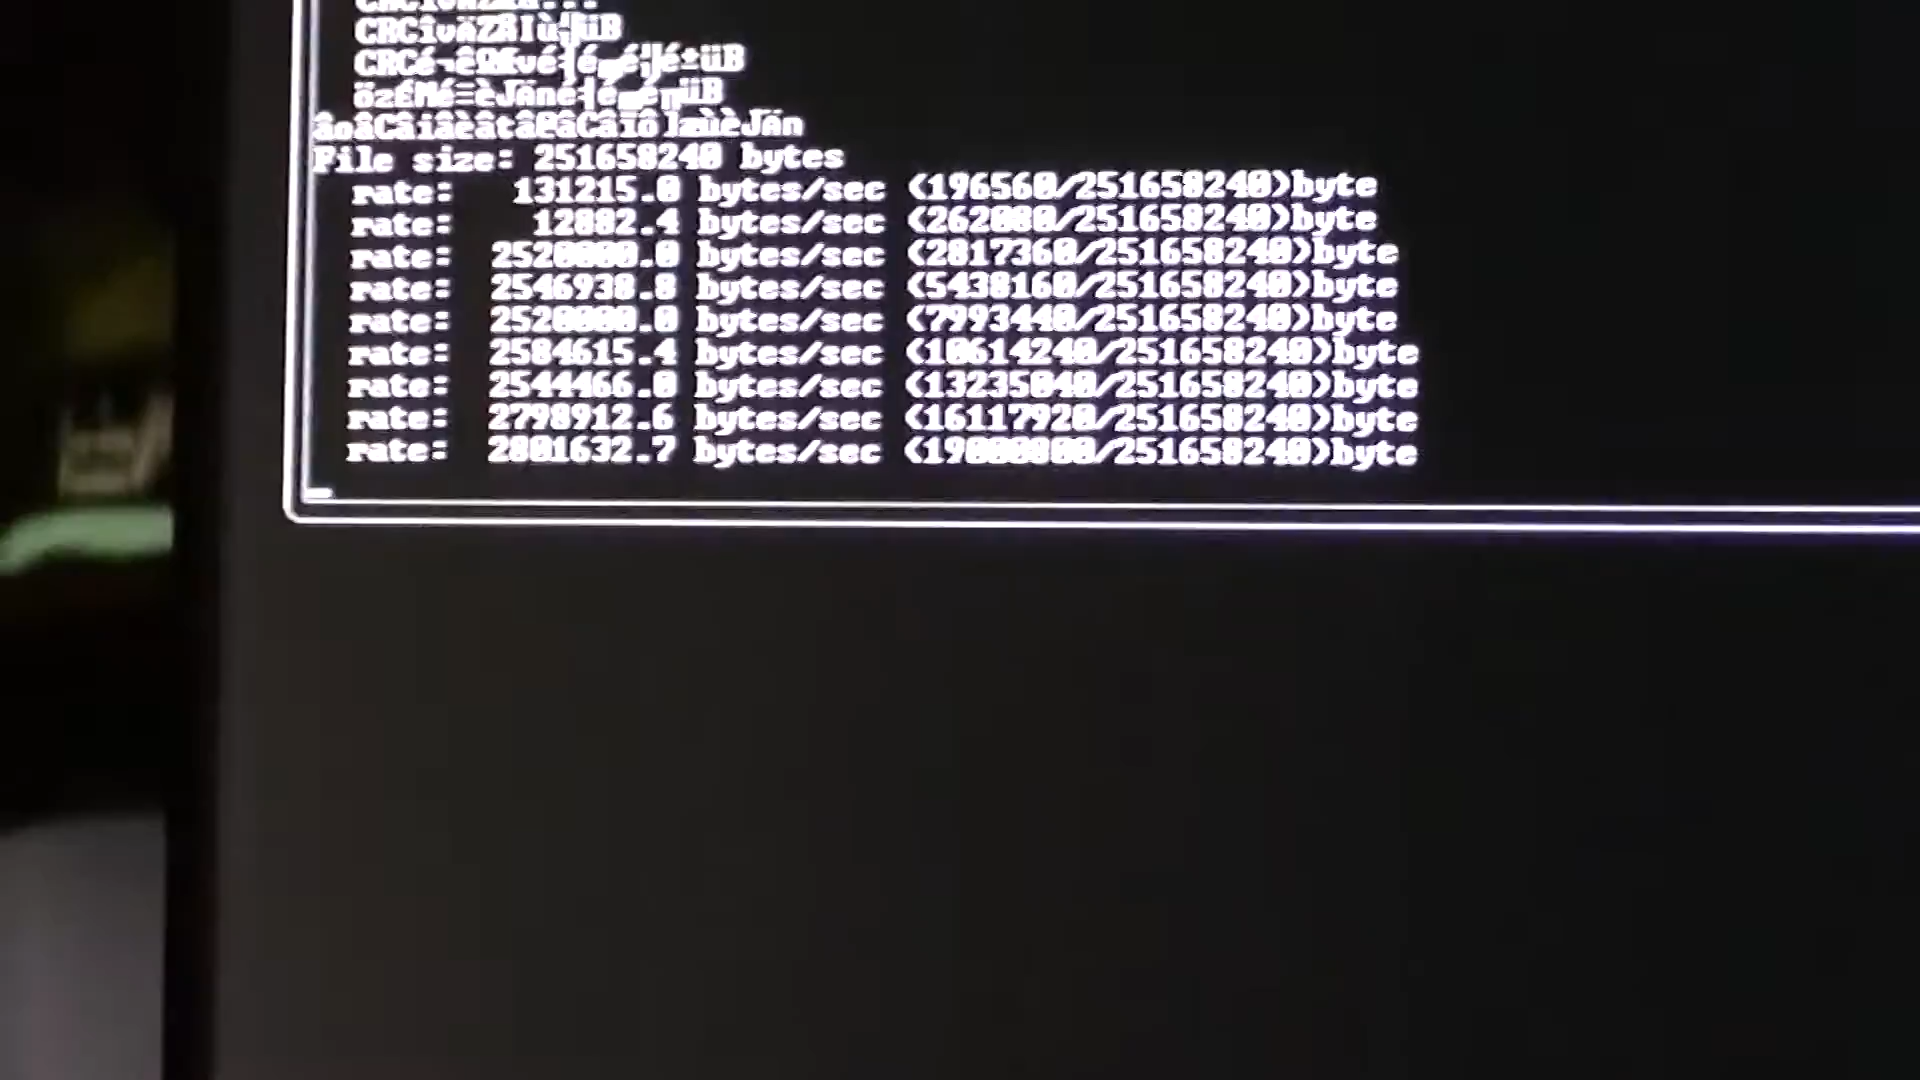 File size: 251658240 bytes
rate: 131215.0 bytes/sec (196560/251658240)byte
rate: 12882.4 bytes/sec (262080/251658240)byte
rate: 2520000.0 bytes/sec (2817360/251658240)byte
rate: 2546938.8 bytes/sec (5438160/251658240)byte
rate: 2520000.0 bytes/sec (7993440/251658240)byte
rate: 2584615.4 bytes/sec (10614240/251658240)byte
rate: 2544466.0 bytes/sec (13235040/251658240)byte
rate: 2798912.6 bytes/sec (16117920/251658240)byte
rate: 2801632.7 bytes/sec (19000800/251658240)byte